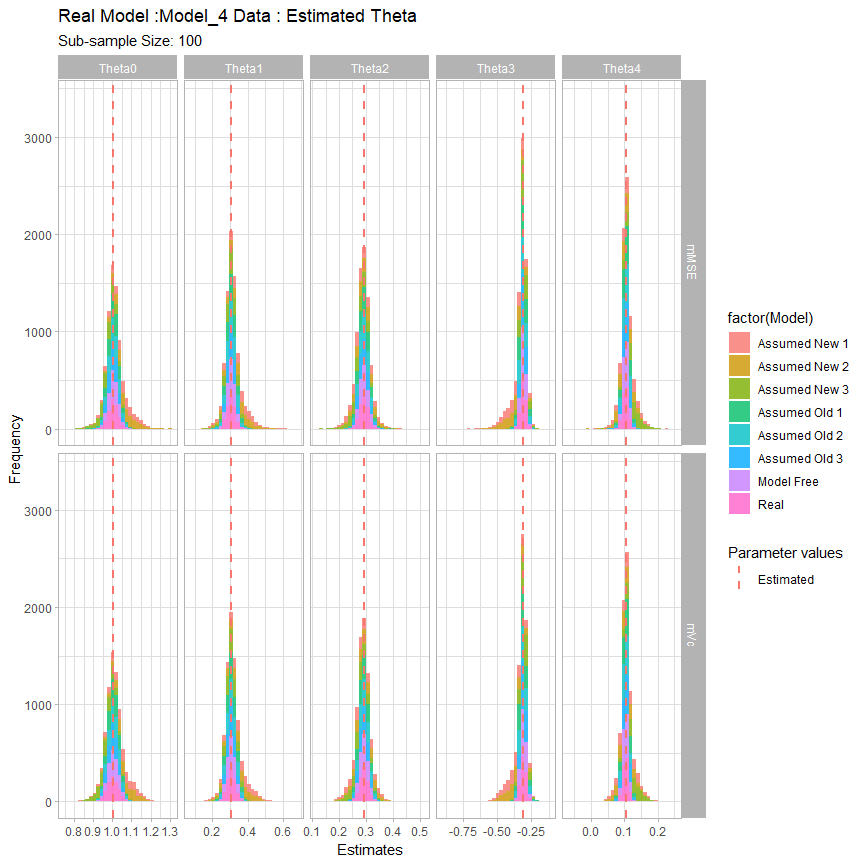 Real Model :Model_4 Data : Estimated Theta
Sub-sample Size: 100
Theta0 Theta1 Theta2 Theta3 Theta4
3000
2000
1000
0
mMSE
3000
2000
1000
0
mVc
Frequency
0.8 0.9 1.0 1.1 1.2 1.3 0.2 0.4 0.6 0.1 0.2 0.3 0.4 0.5 -0.75 -0.50 -0.25 0.0 0.1 0.2
Estimates
factor(Model)
Assumed New 1
Assumed New 2
Assumed New 3
Assumed Old 1
Assumed Old 2
Assumed Old 3
Model Free
Real
Parameter values
Estimated